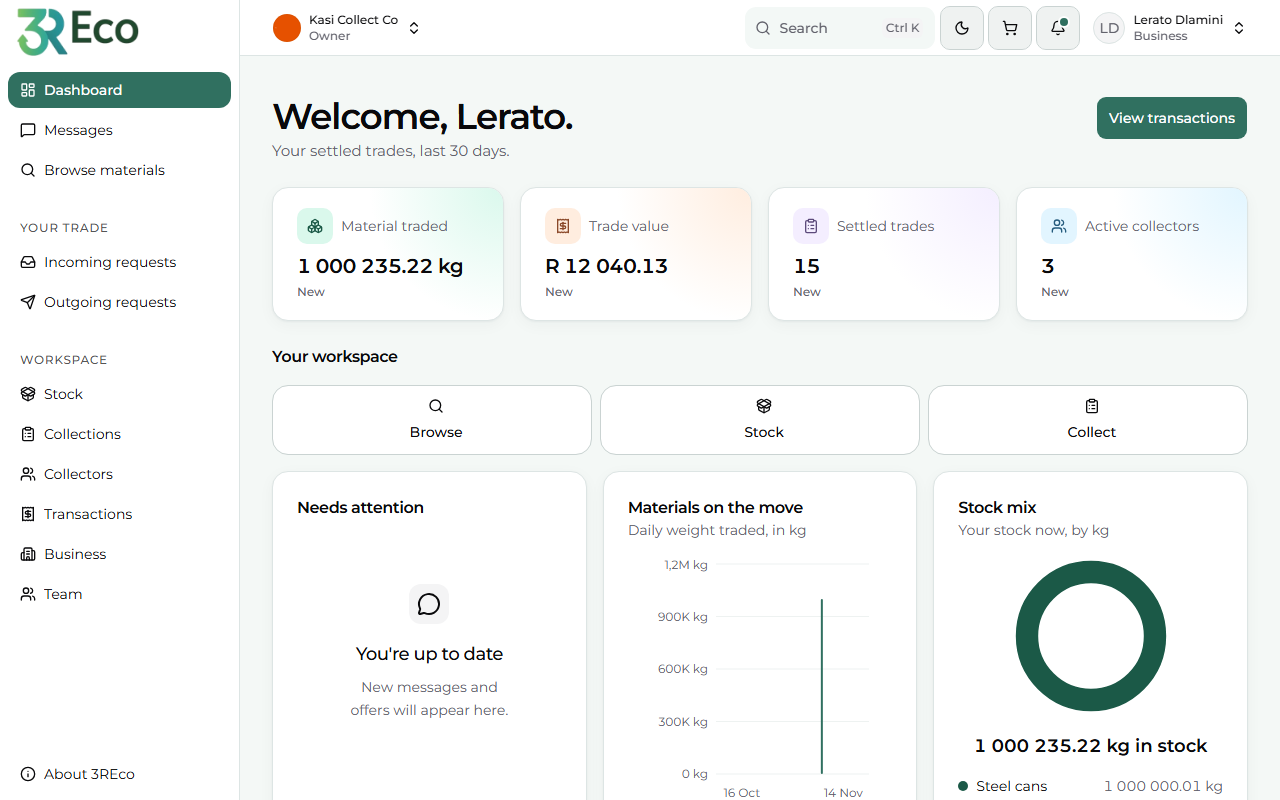 3R Eco
Kasi Collect Co
Owner
Search
Ctrl K
LD
Lerato Dlamini
Business
Dashboard
Messages
Browse materials
YOUR TRADE
Incoming requests
Outgoing requests
WORKSPACE
Stock
Collections
Collectors
Transactions
Business
Team
About 3REco
Welcome, Lerato.
Your settled trades, last 30 days.
View transactions
Material traded
1 000 235.22 kg
New
Trade value
R 12 040.13
New
Settled trades
15
New
Active collectors
3
New
Your workspace
Browse
Stock
Collect
Needs attention
You're up to date
New messages and
offers will appear here.
Materials on the move
Daily weight traded, in kg
1,2M kg
900K kg
600K kg
300K kg
0 kg
16 Oct
14 Nov
Stock mix
Your stock now, by kg
1 000 235.22 kg in stock
Steel cans
1 000 000.01 kg